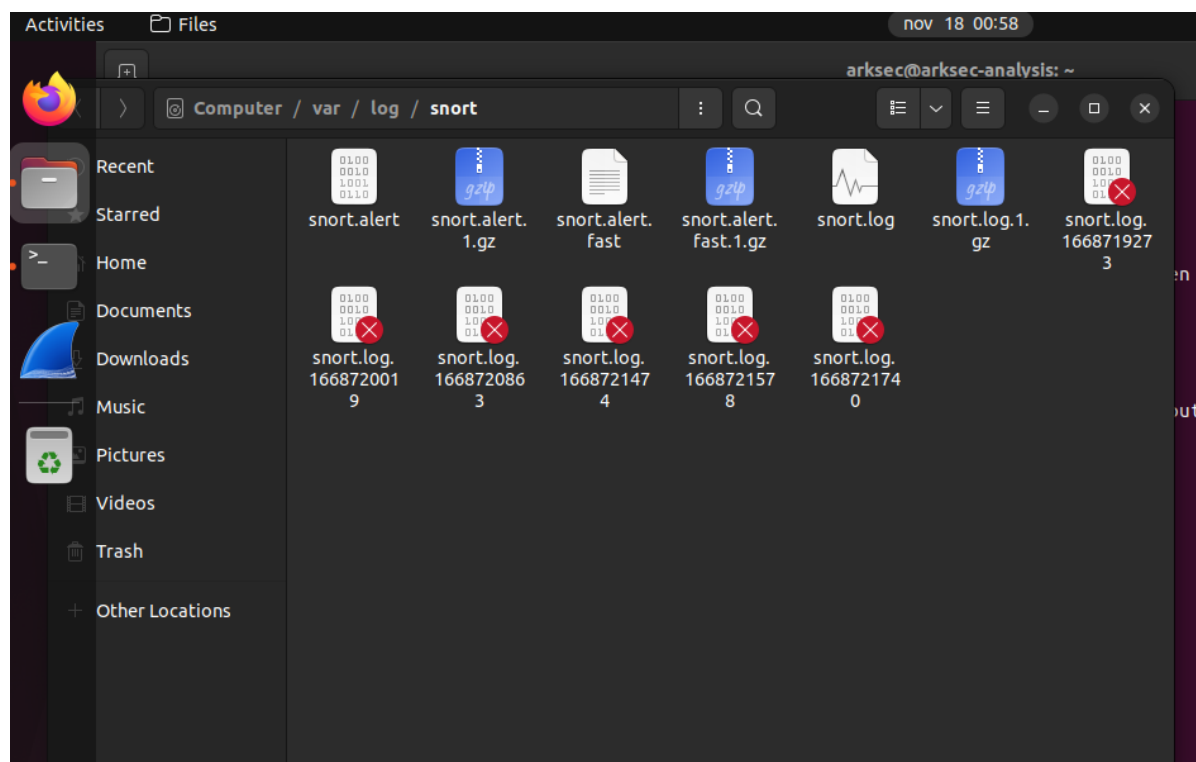 Activities Files nov 18 00:58
arksec@arksec-analysis: ~
Computer / var / log / snort
Recent
Starred
Home
Documents
Downloads
Music
Pictures
Videos
Trash
Other Locations
0100
0010
1001
0110
gzip
gzip
gzip
snort.alert
snort.alert.
1.gz
snort.alert.
fast
snort.alert.
fast.1.gz
snort.log
snort.log.1.
gz
snort.log.
166871927
3
snort.log.
166872001
9
snort.log.
166872086
3
snort.log.
166872147
4
snort.log.
166872157
8
snort.log.
166872174
0
en
out